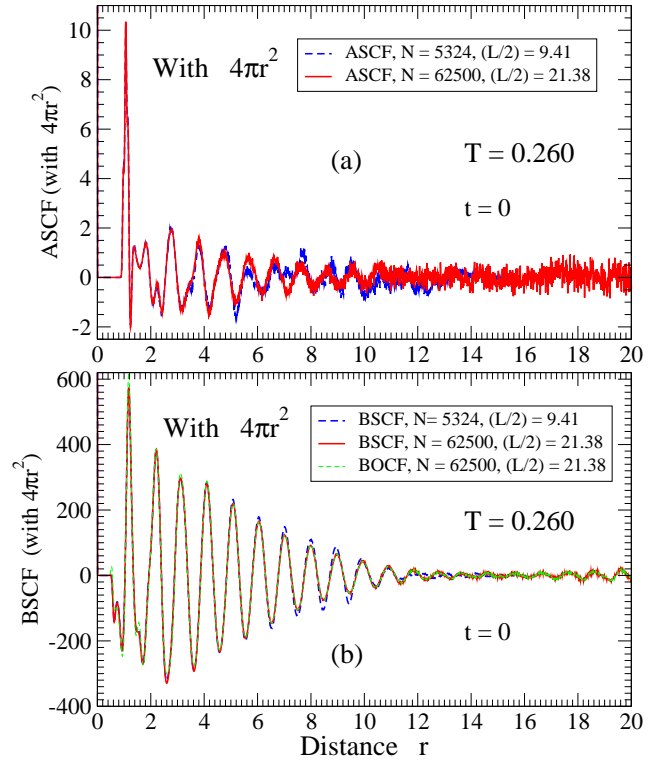 10
8
6
4
2
0
-2
ASCF (with 4πr²)
With 4πr²
ASCF, N = 5324, (L/2) = 9.41
ASCF, N = 62500, (L/2) = 21.38
(a)
T = 0.260
t = 0
0 2 4 6 8 10 12 14 16 18 20
600
400
200
0
-200
-400
BSCF (with 4πr²)
With 4πr²
BSCF, N= 5324, (L/2) = 9.41
BSCF, N = 62500, (L/2) = 21.38
BOCF, N = 62500, (L/2) = 21.38
T = 0.260
(b)
t = 0
0 2 4 6 8 10 12 14 16 18 20
Distance r